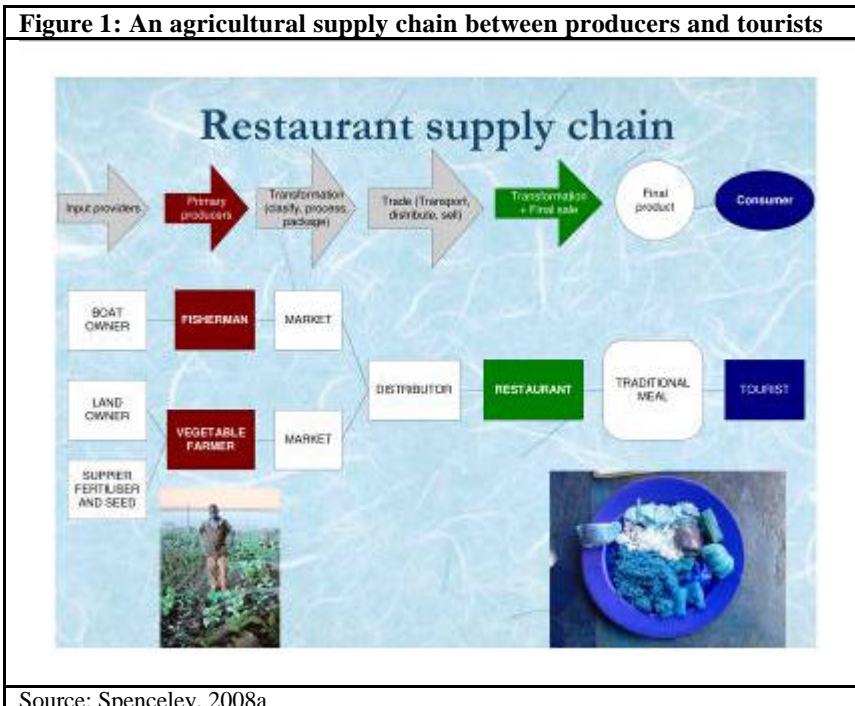 Figure 1: An agricultural supply chain between producers and tourists
Restaurant supply chain
Input providers
Primary
producers
Transformation
(clasify, process,
package)
Trade (Transport,
distribute, sell)
Transformation
+ Final sale
Final
product
Consumer
BOAT
OWNER
FISHERMAN
MARKET
LAND
OWNER
VEGETABLE
FARMER
MARKET
SUPPIER
FERTILISER
AND SEED
DISTRIBUTOR
RESTAURANT
TRADITIONAL
MEAL
TOURIST
Source: Spenceley, 2008a